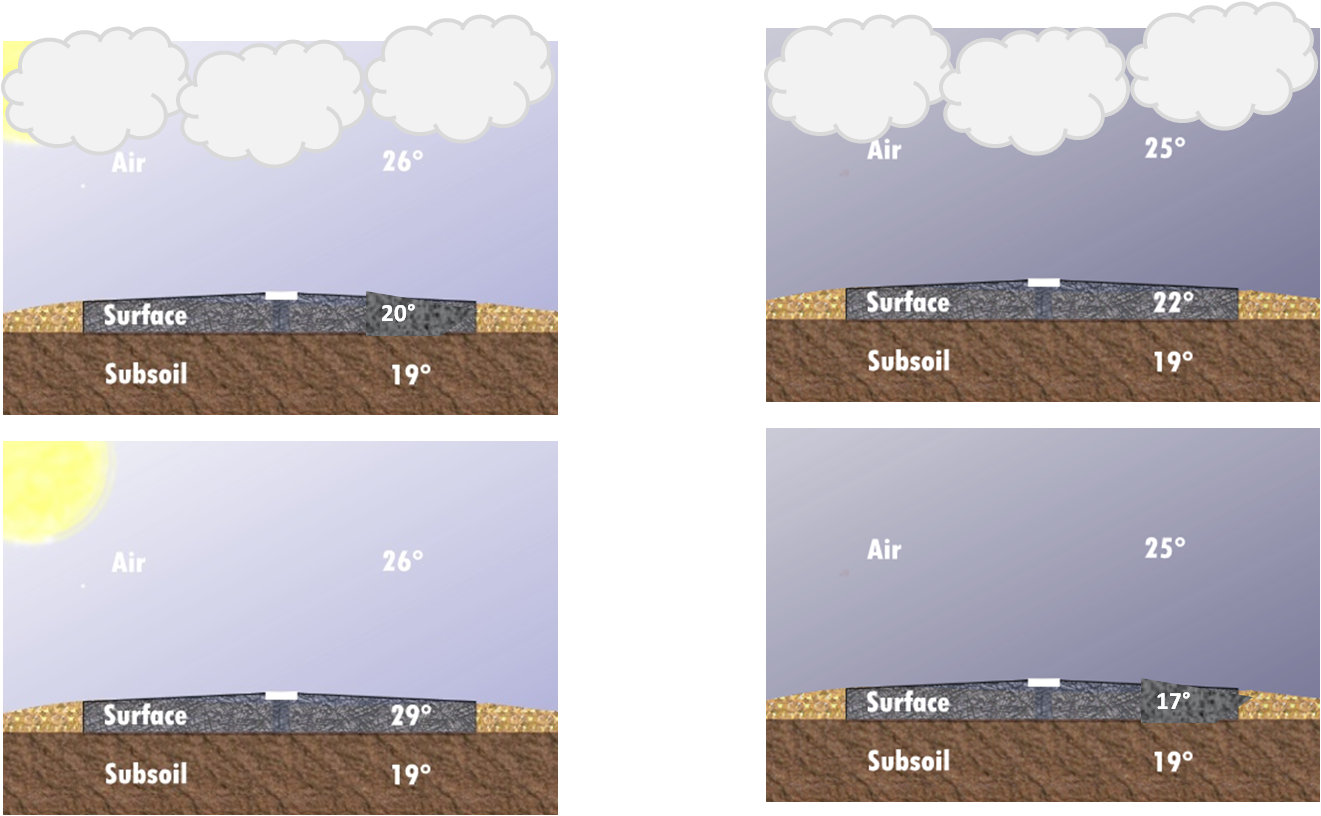 Air 26°
Surface 20°
Subsoil 19°
Air 25°
Surface 22°
Subsoil 19°
Air 26°
Surface 29°
Subsoil 19°
Air 25°
Surface 17°
Subsoil 19°